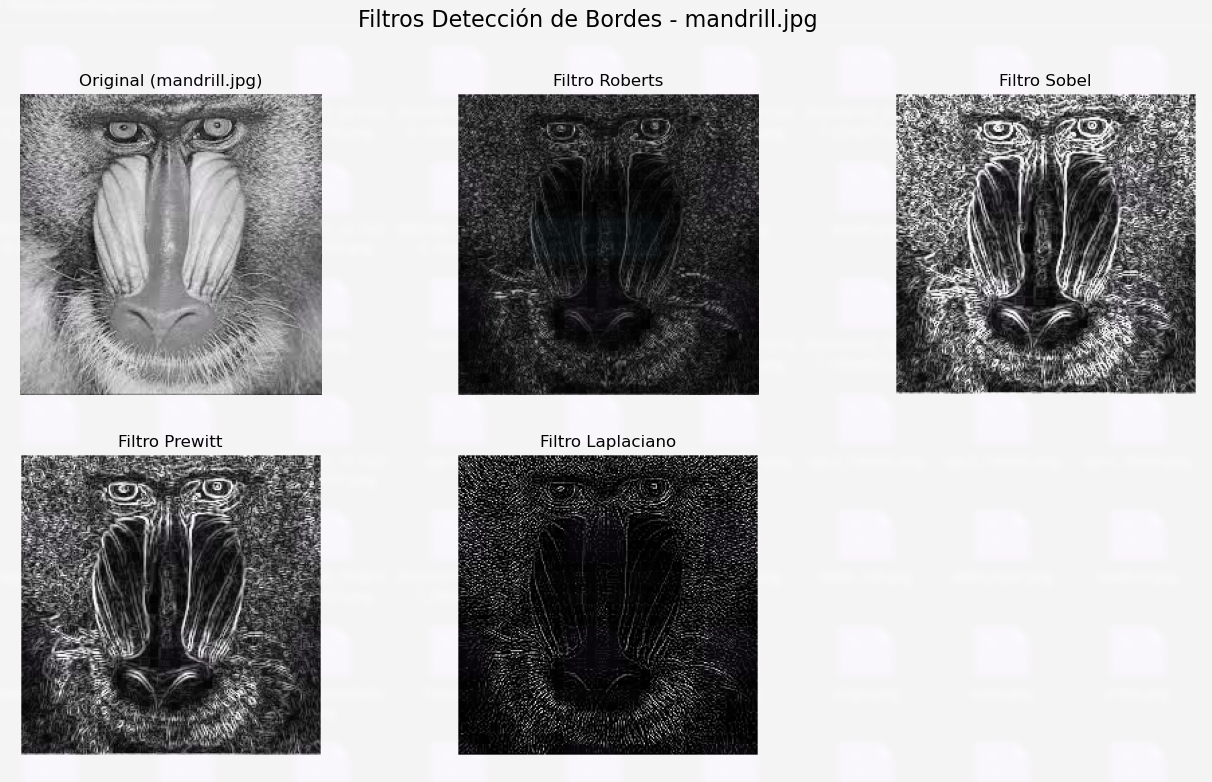 Filtros Detección de Bordes - mandrill.jpg
Original (mandrill.jpg)
Filtro Roberts
Filtro Sobel
Filtro Prewitt
Filtro Laplaciano